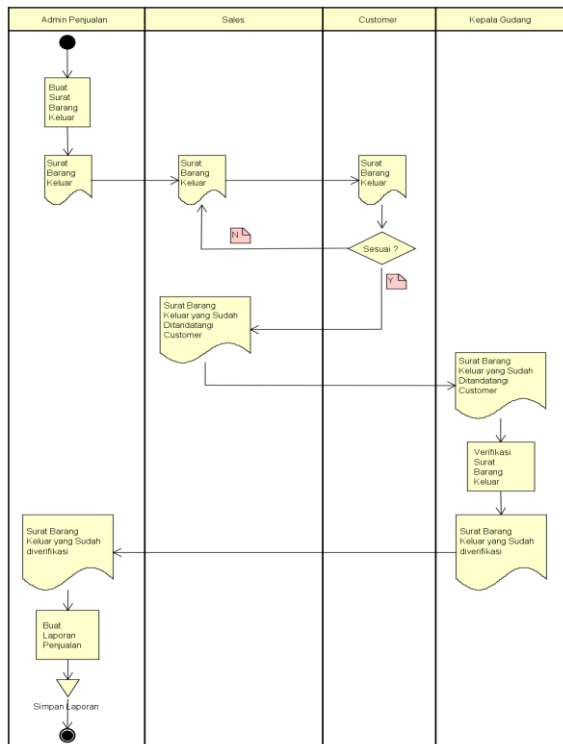 Admin Penjualan
Sales
Customer
Kepala Gudang
Buat
Surat
Barang
Keluar
Surat
Barang
Keluar
Surat
Barang
Keluar
Surat
Barang
Keluar
Sesuai ?
N
Y
Surat Barang
Keluar yang Sudah
Ditandatangi
Customer
Surat Barang
Keluar yang Sudah
Ditandatangi
Customer
Verifikasi
Surat
Barang
Keluar
Surat Barang
Keluar yang Sudah
diverifikasi
Surat Barang
Keluar yang Sudah
diverifikasi
Buat
Laporan
Penjualan
Simpan Laporan